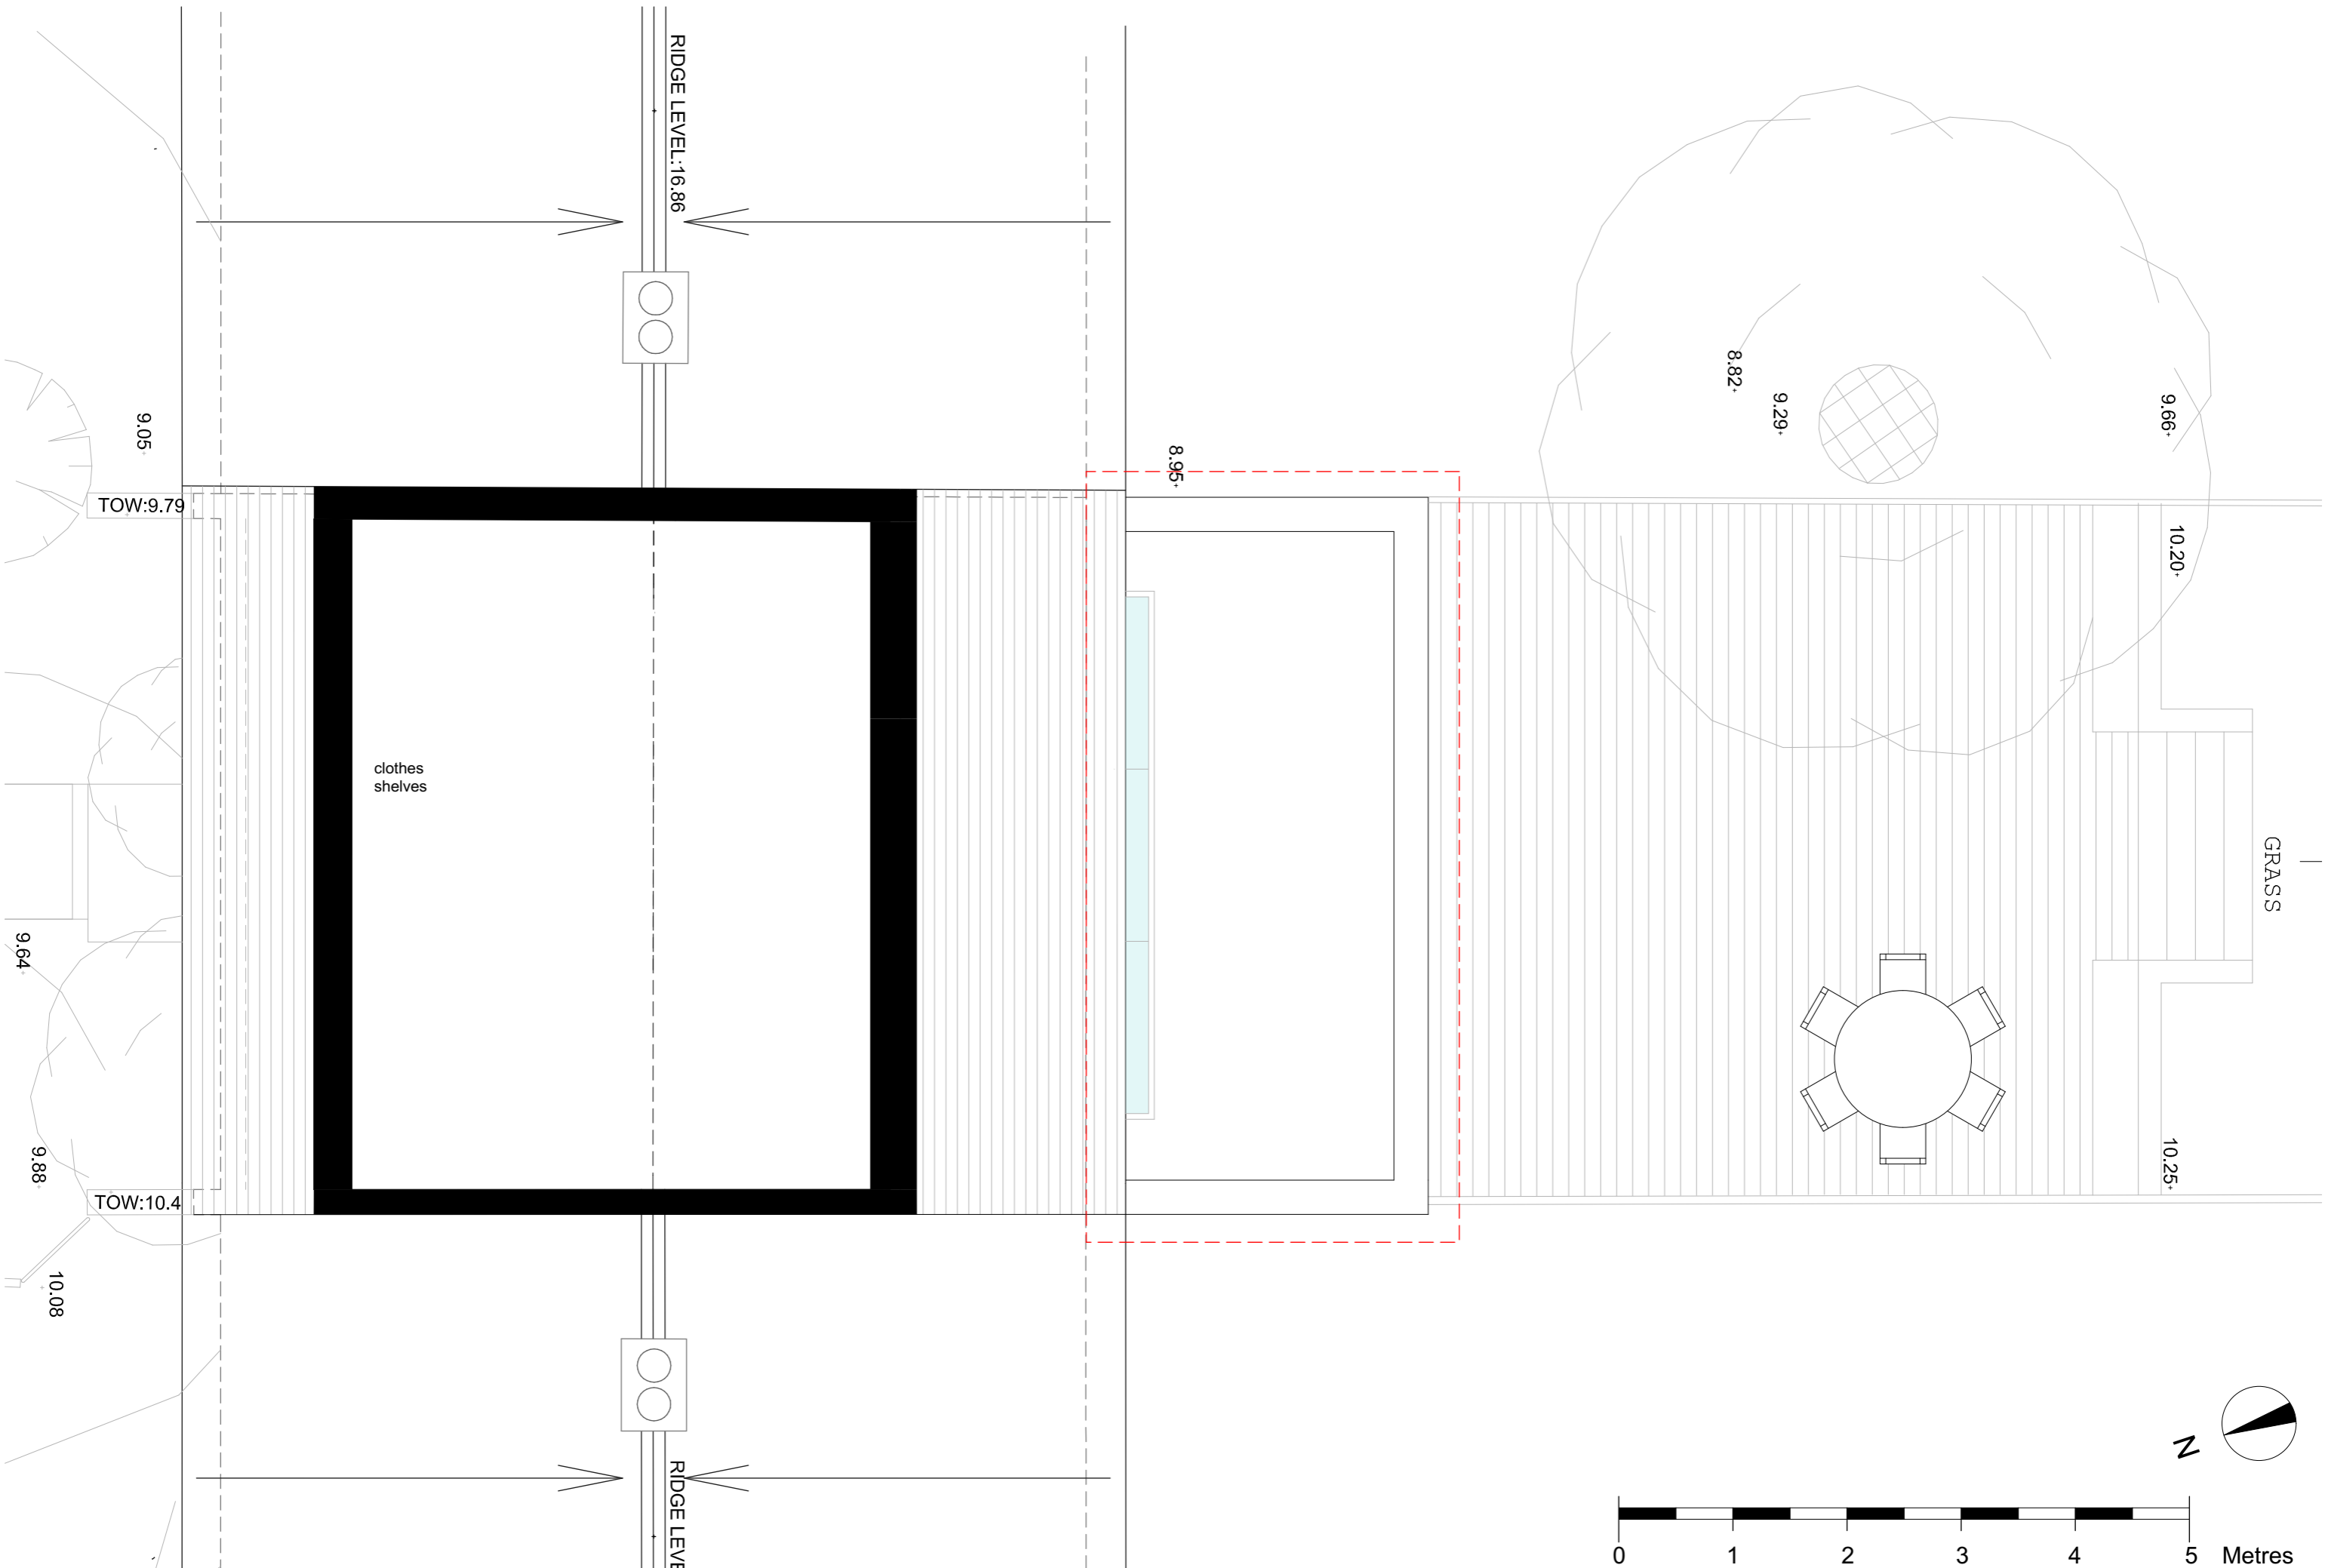 RIDGE LEVEL:16.86
8.82
9.29
9.66
9.05
8.95
TOW:9.79
10.20
clothes
shelves
GRASS
9.64
9.88
10.25
TOW:10.4
10.08
N
RIDGE LEVE
0 1 2 3 4 5 Metres